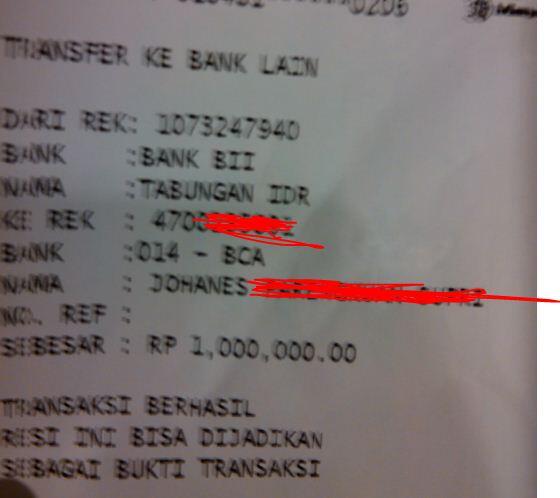 TRANSFER KE BANK LAIN
DARI REK: 1073247940
BANK :BANK BII
NAMA :TABUNGAN IDR
KE REK : 470
BANK :014 - BCA
NAMA : JOHANES
NO. REF :
SEBESAR : RP 1,000,000.00
TRANSAKSI BERHASIL
RESI INI BISA DIJADIKAN
SEBAGAI BUKTI TRANSAKSI